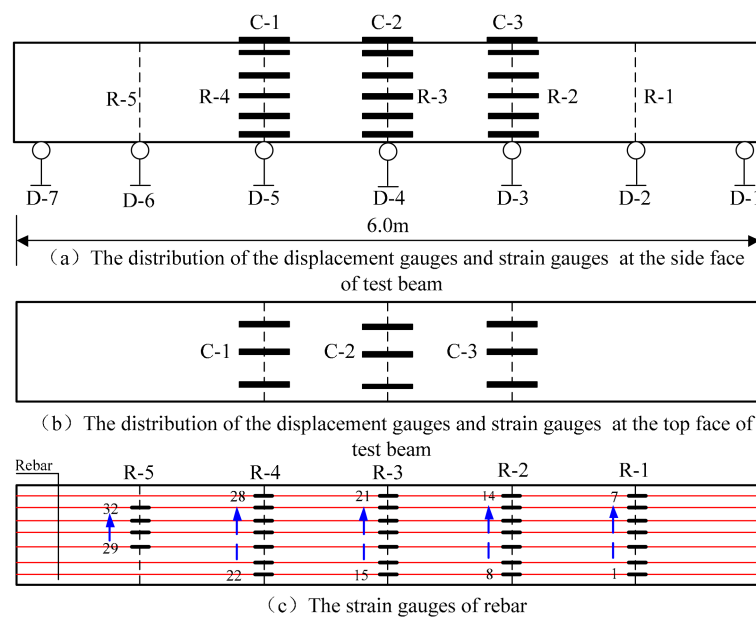 C-1 C-2 C-3
R-5 R-4 R-3 R-2 R-1
D-7 D-6 D-5 D-4 D-3 D-2 D-1
6.0m
（a）The distribution of the displacement gauges and strain gauges at the side face
of test beam
C-1 C-2 C-3
（b）The distribution of the displacement gauges and strain gauges at the top face of
test beam
Rebar R-5 R-4 R-3 R-2 R-1
32 28 21 14 7
29 22 15 8 1
（c）The strain gauges of rebar